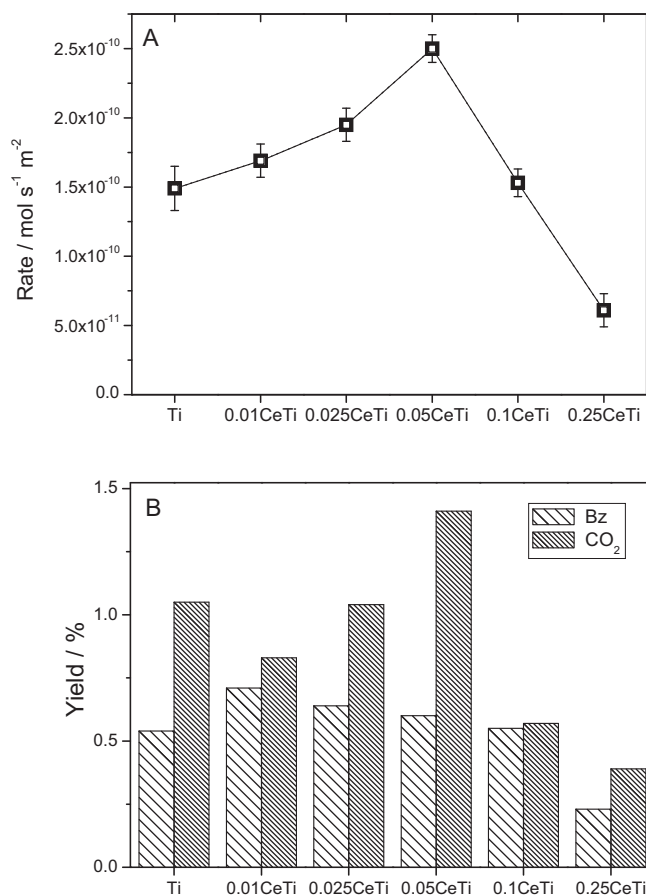 A
2.5x10⁻¹⁰
2.0x10⁻¹⁰
1.5x10⁻¹⁰
1.0x10⁻¹⁰
5.0x10⁻¹¹
0.0
Rate / mol s⁻¹ m⁻²
Ti 0.01CeTi 0.025CeTi 0.05CeTi 0.1CeTi 0.25CeTi
B
Bz
CO₂
1.5
1.0
0.5
0.0
Yield / %
Ti 0.01CeTi 0.025CeTi 0.05CeTi 0.1CeTi 0.25CeTi